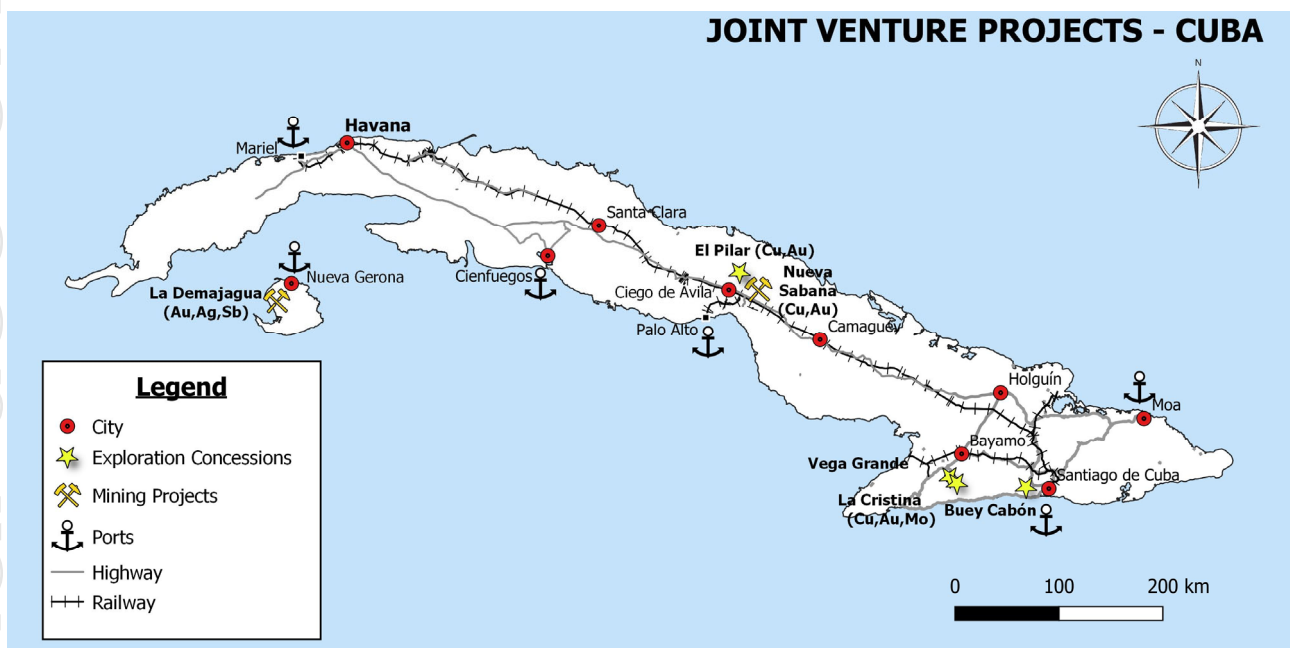 JOINT VENTURE PROJECTS - CUBA
N
Havana
Mariel
Santa Clara
El Pilar (Cu,Au)
Nueva
Sabana
(Cu,Au)
Nueva Gerona
Cienfuegos
Ciego de Ávila
La Demajagua
(Au,Ag,Sb)
Palo Alto
Camaguey
Holguín
Moa
Bayamo
Vega Grande
Santiago de Cuba
La Cristina
(Cu,Au,Mo)
Buey Cabón
Legend
City
Exploration Concessions
Mining Projects
Ports
Highway
Railway
0 100 200 km